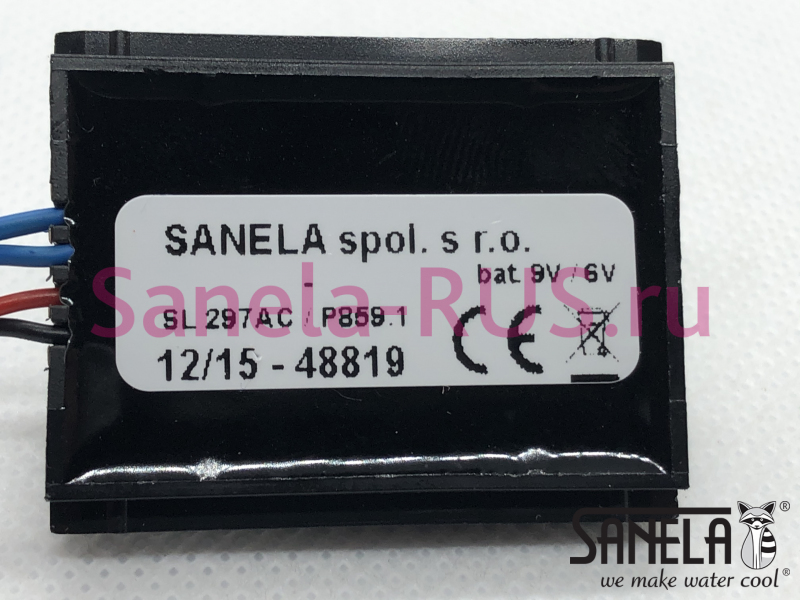 SANELA spol. s r.o.
-
bat. 9V / 6V
Sanela-RUS.ru
SL 297AC / P859.1
CE
12/15 - 48819
SANELA®
we make water cool®